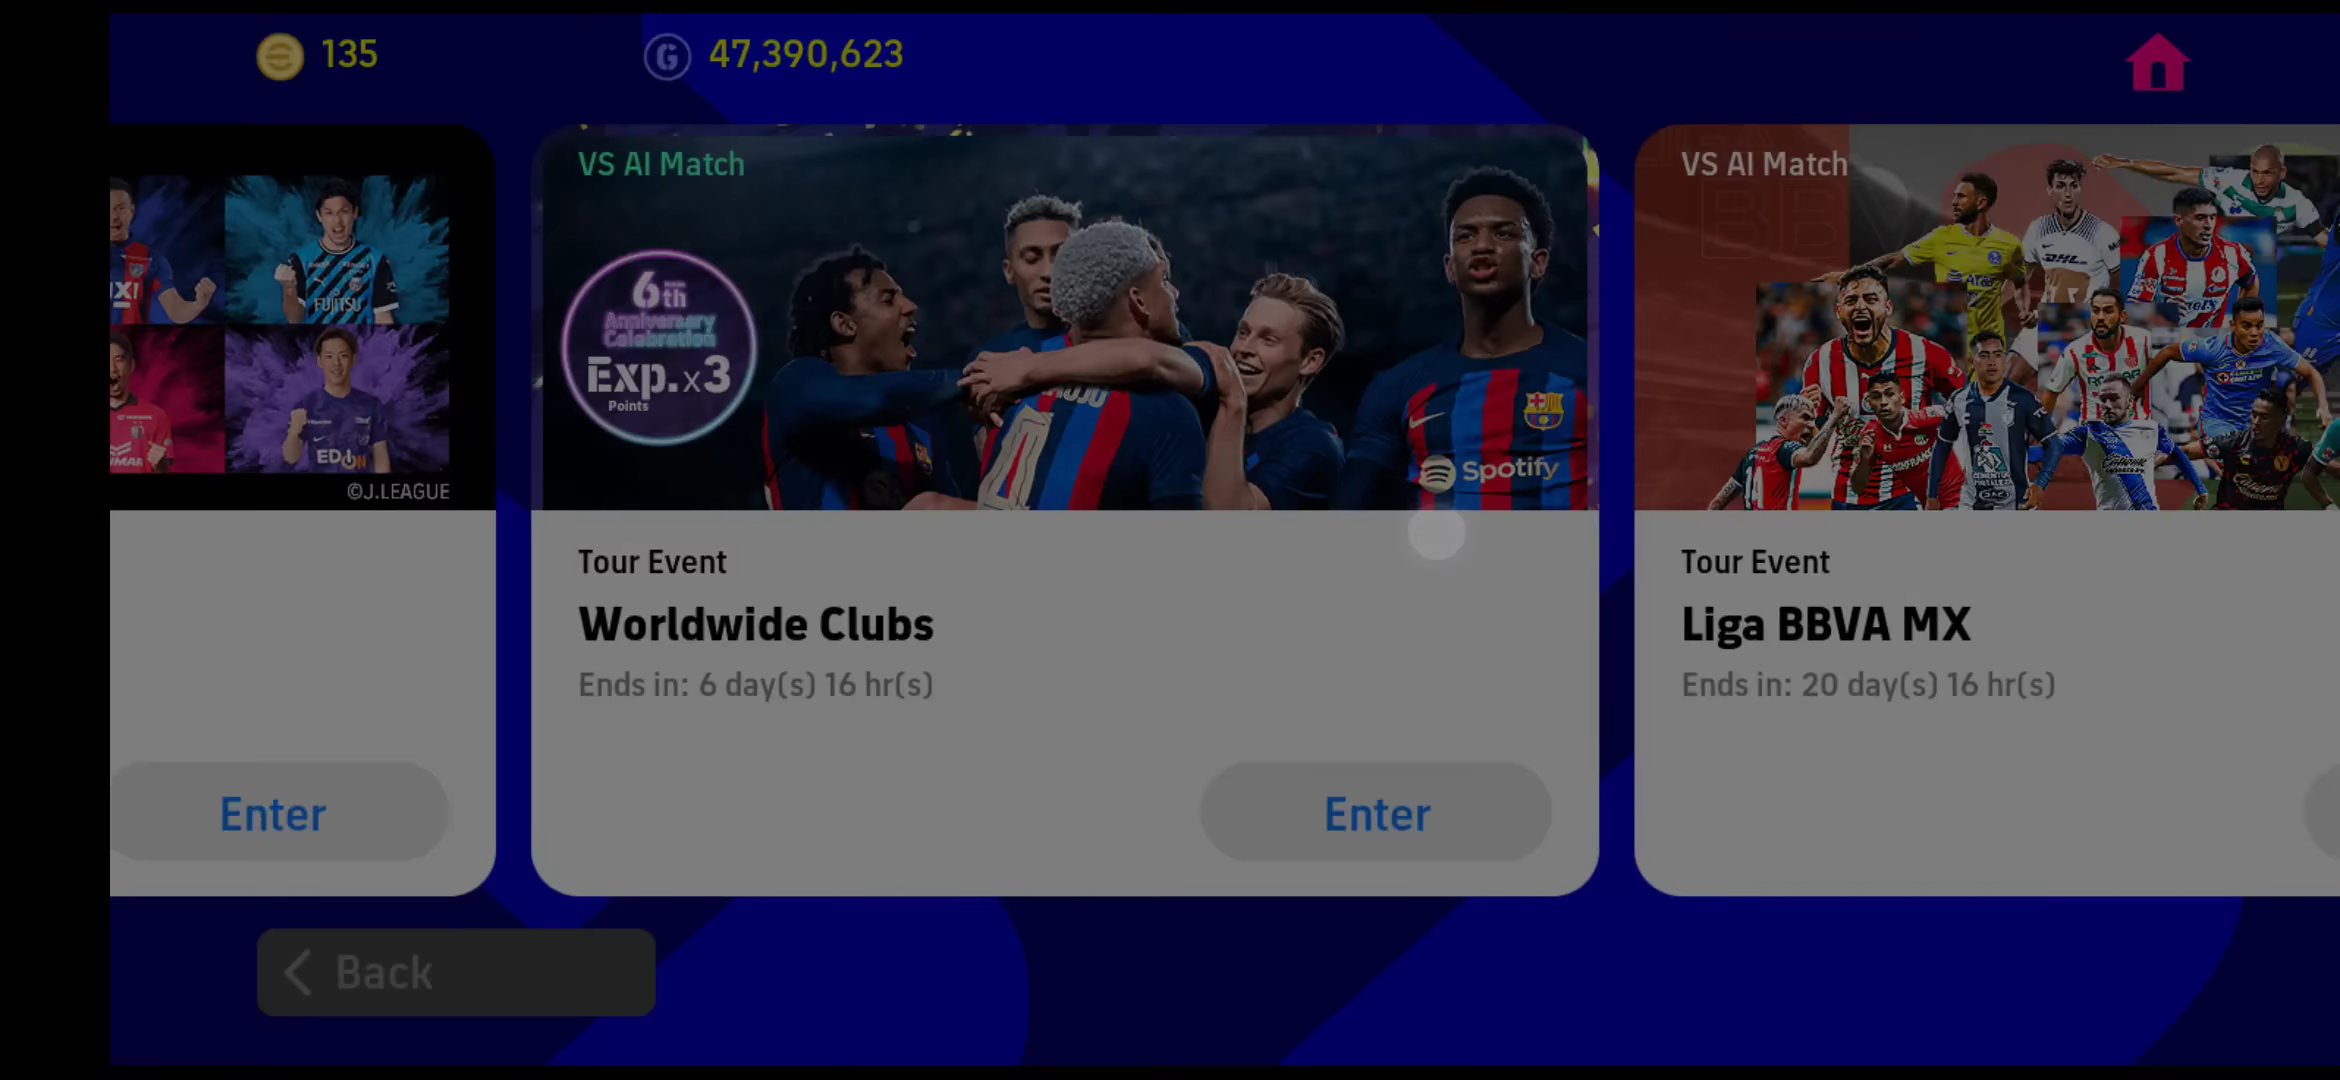 135
47,390,623
VS AI Match
6th
Anniversary
Celebration
Exp.x3
Points
Spotify
VS AI Match
FUJITSU
EDION
©J.LEAGUE
Tour Event
Worldwide Clubs
Ends in: 6 day(s) 16 hr(s)
Tour Event
Liga BBVA MX
Ends in: 20 day(s) 16 hr(s)
Enter
Enter
Back